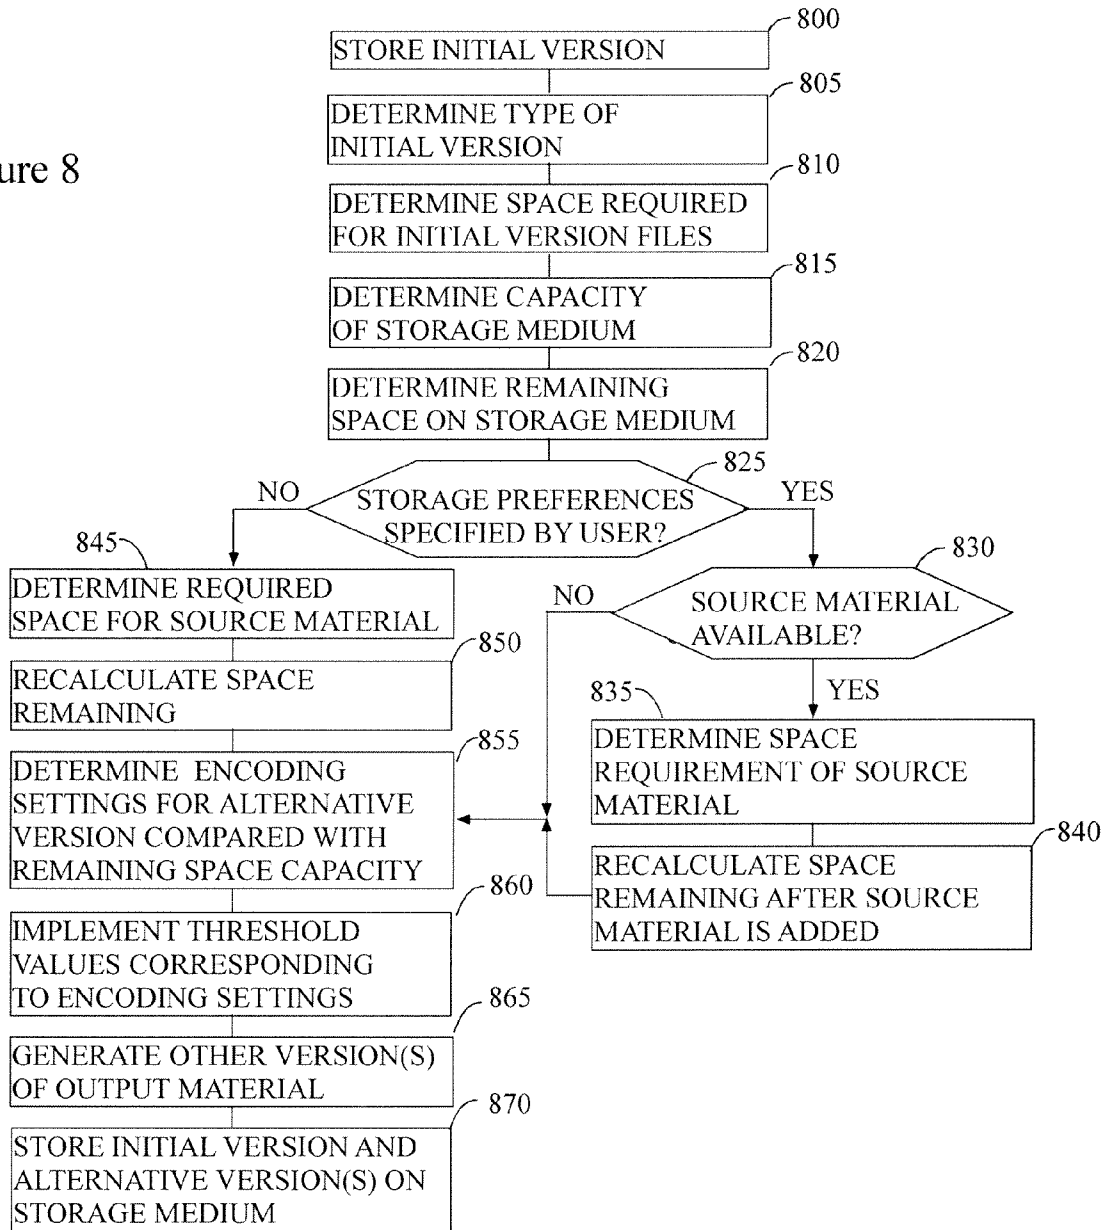 800
STORE INITIAL VERSION
805
DETERMINE TYPE OF
INITIAL VERSION
ure 8
810
DETERMINE SPACE REQUIRED
FOR INITIAL VERSION FILES
815
DETERMINE CAPACITY
OF STORAGE MEDIUM
820
DETERMINE REMAINING
SPACE ON STORAGE MEDIUM
825
NO
STORAGE PREFERENCES
SPECIFIED BY USER?
YES
845
DETERMINE REQUIRED
SPACE FOR SOURCE MATERIAL
830
NO
SOURCE MATERIAL
AVAILABLE?
YES
850
RECALCULATE SPACE
REMAINING
835
DETERMINE SPACE
REQUIREMENT OF SOURCE
MATERIAL
855
DETERMINE ENCODING
SETTINGS FOR ALTERNATIVE
VERSION COMPARED WITH
REMAINING SPACE CAPACITY
840
RECALCULATE SPACE
REMAINING AFTER SOURCE
MATERIAL IS ADDED
860
IMPLEMENT THRESHOLD
VALUES CORRESPONDING
TO ENCODING SETTINGS
865
GENERATE OTHER VERSION(S)
OF OUTPUT MATERIAL
870
STORE INITIAL VERSION AND
ALTERNATIVE VERSION(S) ON
STORAGE MEDIUM